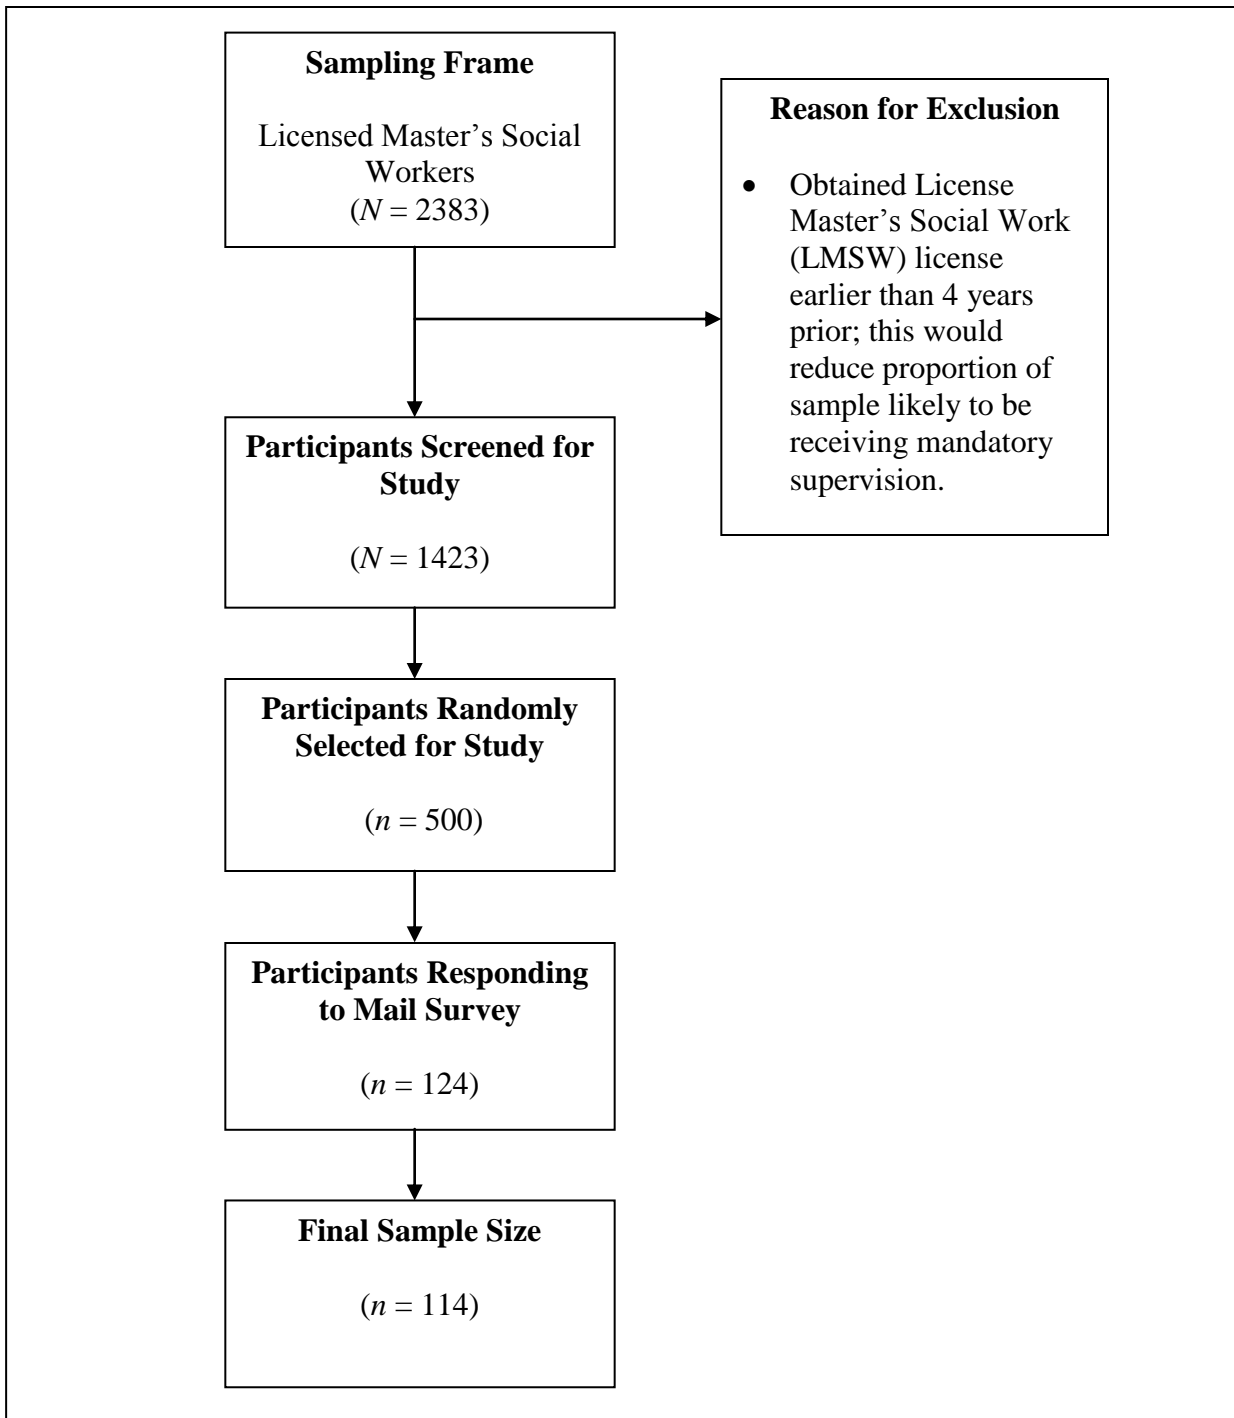 Sampling Frame
Licensed Master’s Social
Workers
(N = 2383)
Reason for Exclusion
• Obtained License
Master’s Social Work
(LMSW) license
earlier than 4 years
prior; this would
reduce proportion of
sample likely to be
receiving mandatory
supervision.
Participants Screened for
Study
(N = 1423)
Participants Randomly
Selected for Study
(n = 500)
Participants Responding
to Mail Survey
(n = 124)
Final Sample Size
(n = 114)